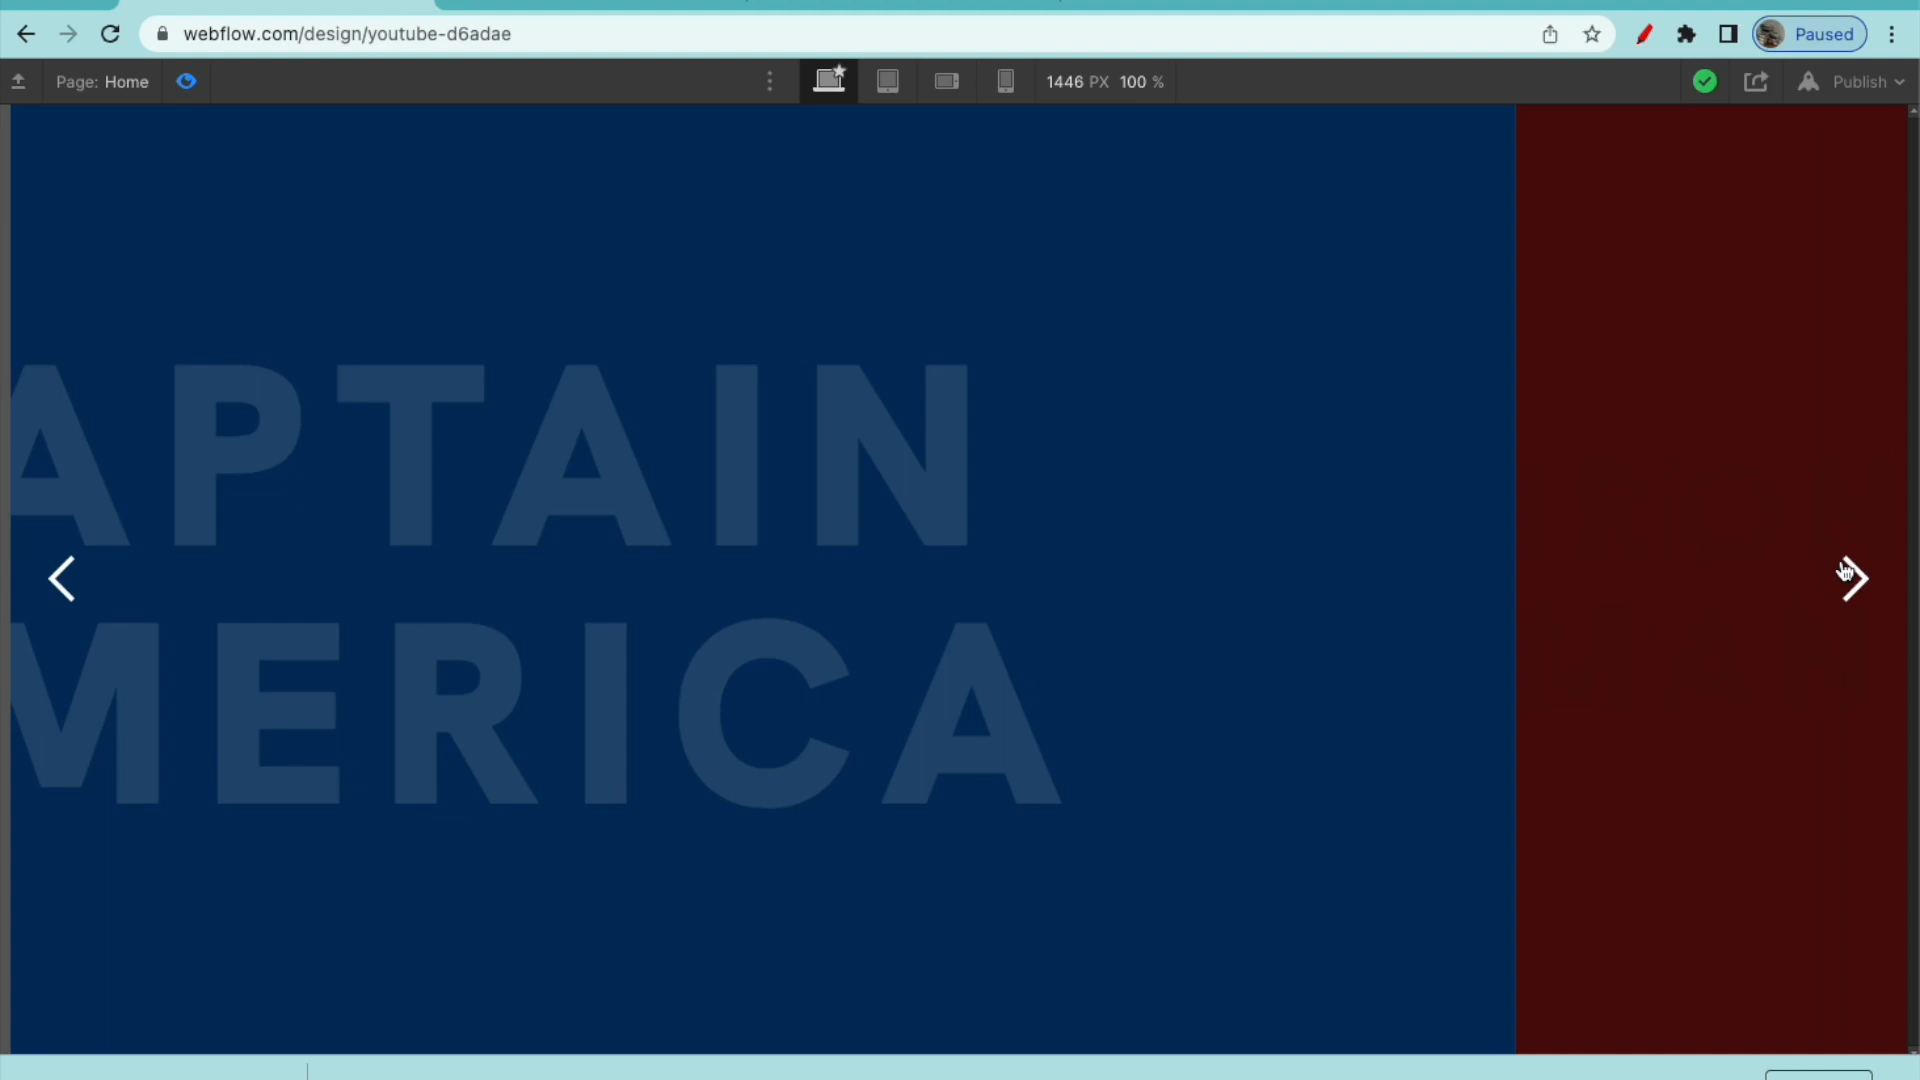 webflow.com/design/youtube-d6adae
Paused
Page: Home
1446 PX 100 %
Publish
APTAIN
MERICA